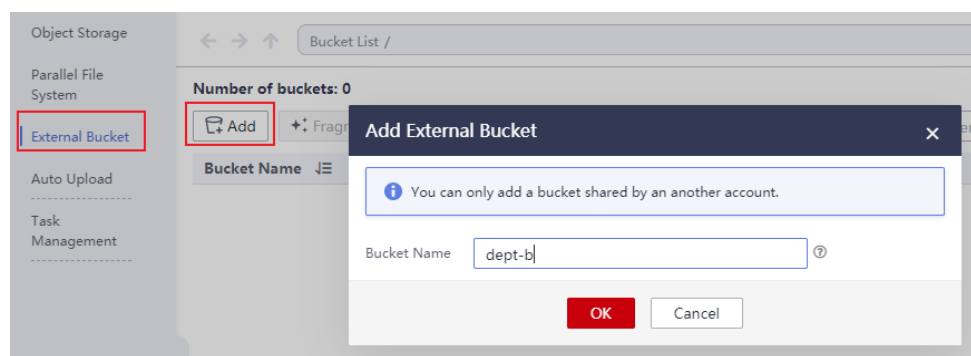 Object Storage
Parallel File
System
External Bucket
Auto Upload
Task
Management
Bucket List /
Number of buckets: 0
Add
Bucket Name
Add External Bucket
You can only add a bucket shared by an another account.
Bucket Name dept-b
OK Cancel